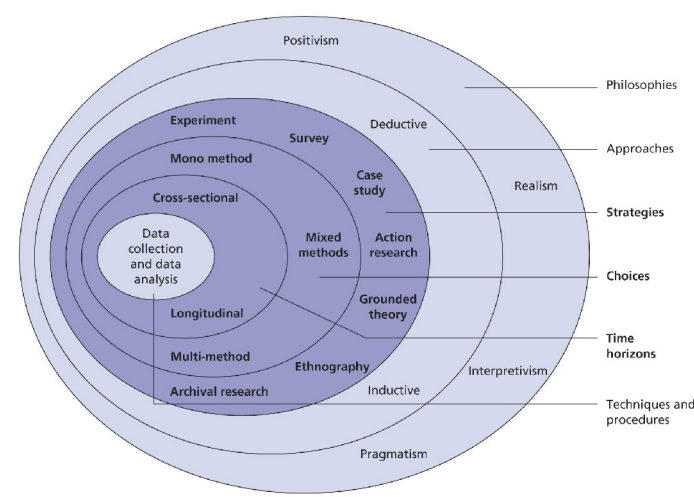 Positivism
Philosophies
Experiment
Deductive
Survey
Approaches
Mono method
Case
study
Realism
Cross-sectional
Strategies
Data
collection
and data
analysis
Mixed
methods
Action
research
Choices
Longitudinal
Grounded
theory
Time
horizons
Multi-method
Ethnography
Interpretivism
Archival research
Inductive
Techniques and
procedures
Pragmatism